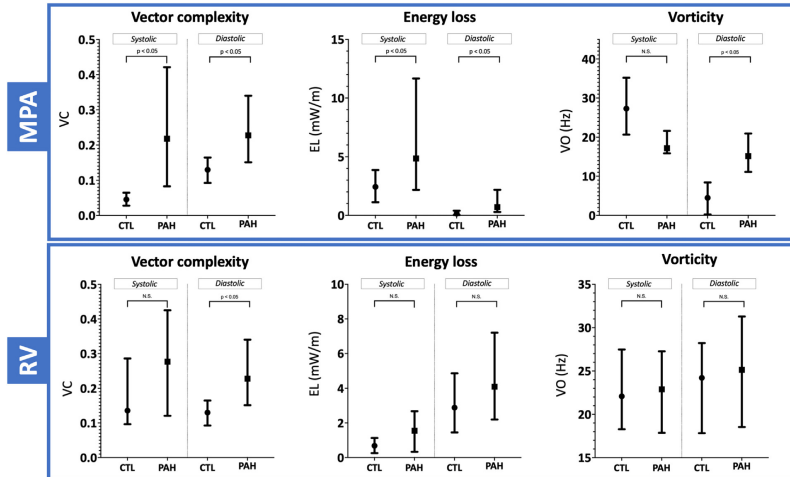 MPA
Vector complexity
Systolic
Diastolic
p < 0.05
p < 0.05
VC
0.5
0.4
0.3
0.2
0.1
0.0
CTL PAH CTL PAH
Energy loss
Systolic
Diastolic
p < 0.05
p < 0.05
EL (mW/m)
15
10
5
0
CTL PAH CTL PAH
Vorticity
Systolic
Diastolic
N.S.
p < 0.05
VO (Hz)
40
30
20
10
0
CTL PAH CTL PAH
RV
Vector complexity
Systolic
Diastolic
N.S.
p < 0.05
VC
0.5
0.4
0.3
0.2
0.1
0.0
CTL PAH CTL PAH
Energy loss
Systolic
Diastolic
N.S.
N.S.
EL (mW/m)
10
8
6
4
2
0
CTL PAH CTL PAH
Vorticity
Systolic
Diastolic
N.S.
N.S.
VO (Hz)
35
30
25
20
15
CTL PAH CTL PAH